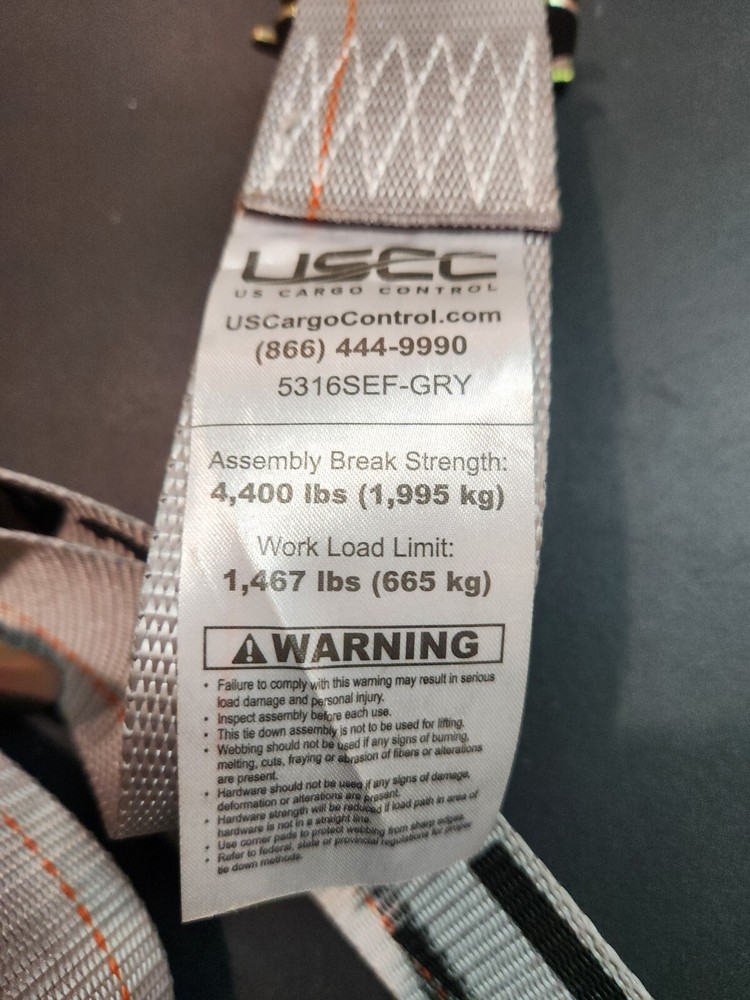 USCC
US CARGO CONTROL
USCargoControl.com
(866) 444-9990
5316SEF-GRY
Assembly Break Strength:
4,400 lbs (1,995 kg)
Work Load Limit:
1,467 lbs (665 kg)
⚠WARNING
• Failure to comply with this warning may result in serious
load damage and personal injury.
• Inspect assembly before each use.
• This tie down assembly is not to be used for lifting.
• Webbing should not be used if any signs of burning,
melting, cuts, fraying or abrasion of fibers or alterations
are present.
• Hardware should not be used if any signs of damage,
deformation or alterations are present.
• Hardware strength will be reduced if load path in area of
hardware is not in a straight line.
• Use corner pads to protect webbing from sharp edges.
• Refer to federal, state or provincial regulations for proper
tie down methods.